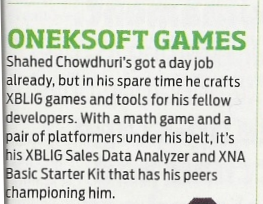 ONEKSOFT GAMES
Shahed Chowdhuri's got a day job
already, but in his spare time he crafts
XBLIG games and tools for his fellow
developers. With a math game and a
pair of platformers under his belt, it's
his XBLIG Sales Data Analyzer and XNA
Basic Starter Kit that has his peers
championing him.